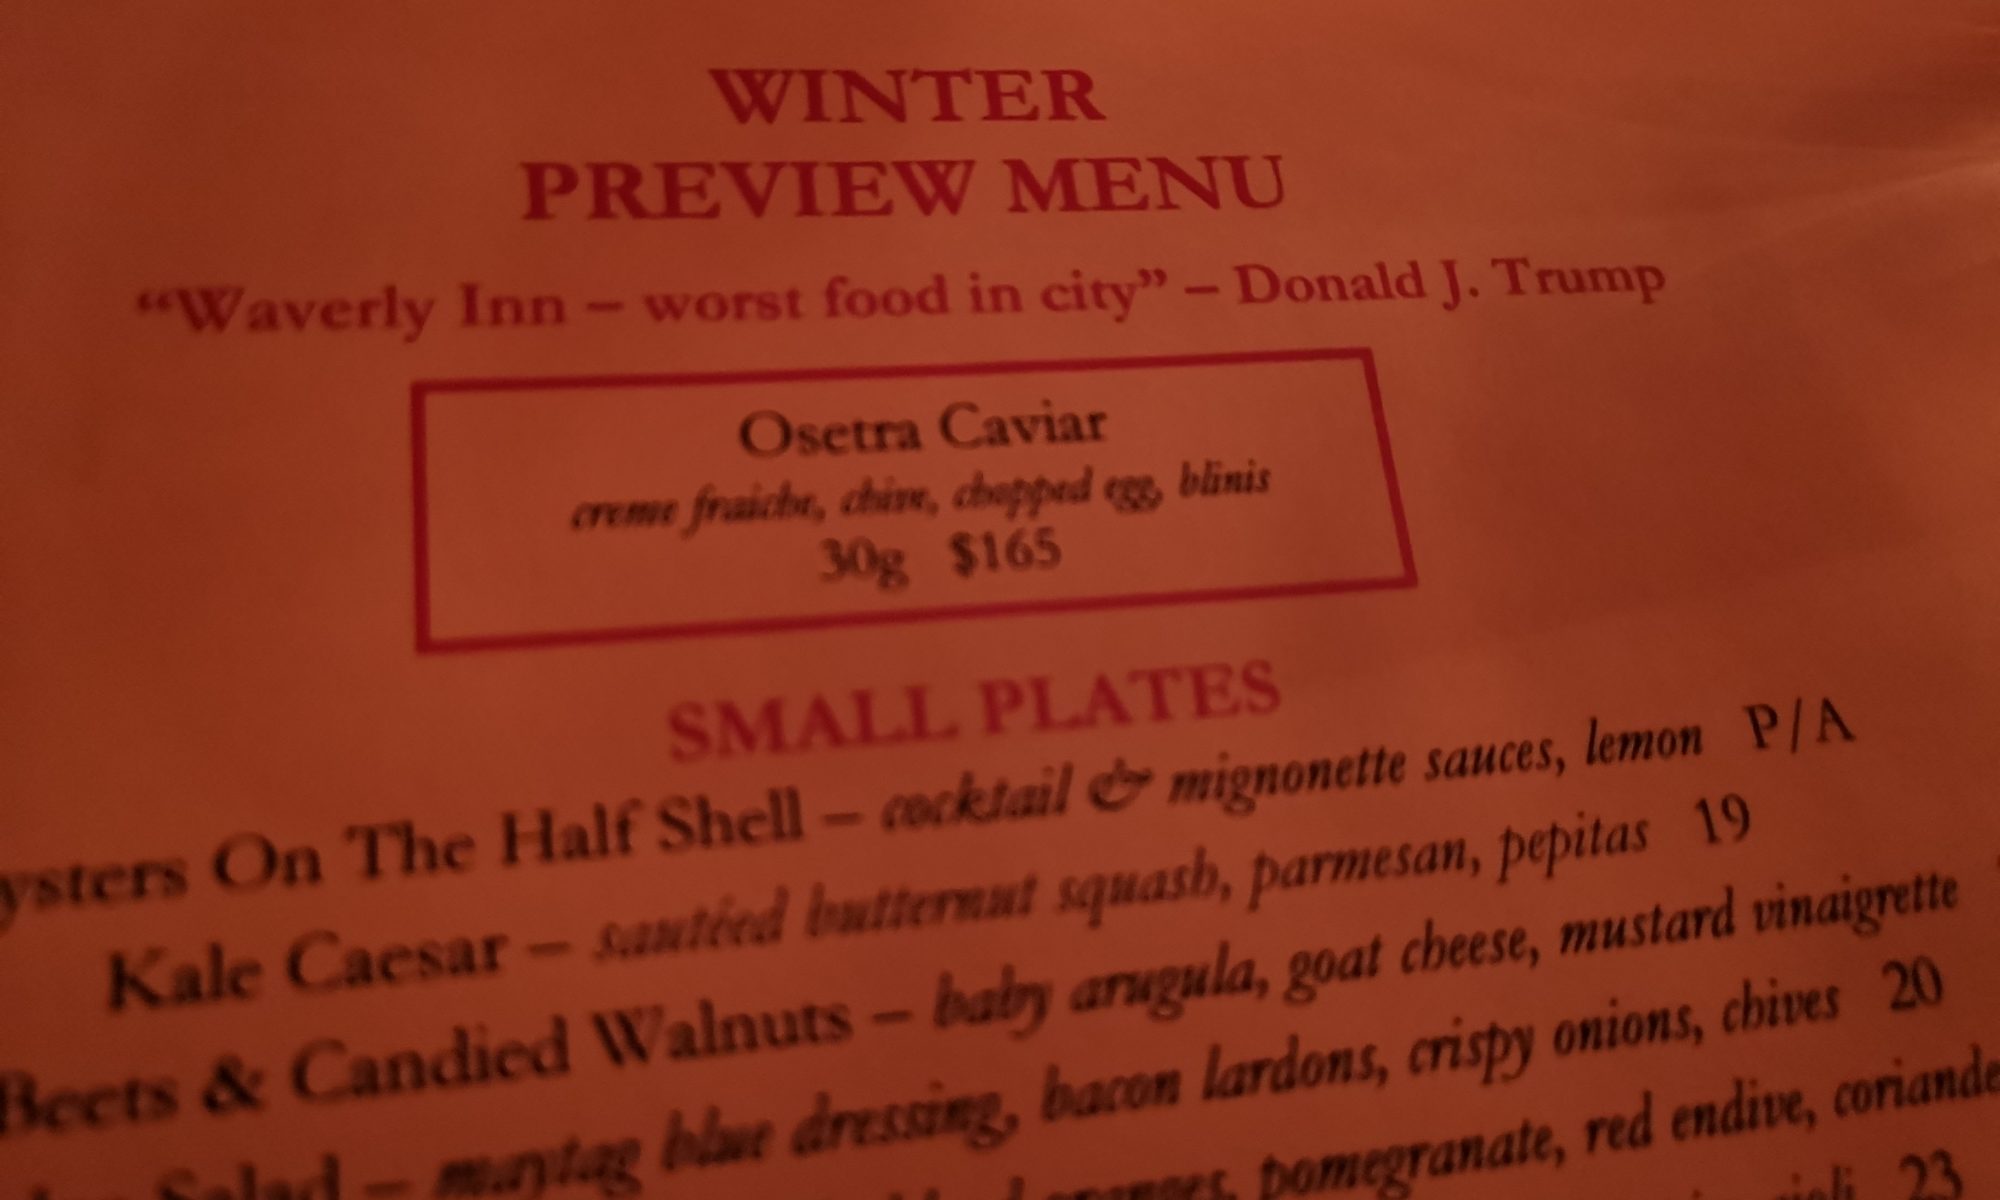 WINTER
PREVIEW MENU
“Waverly Inn – worst food in city” – Donald J. Trump
Osetra Caviar
creme fraiche, chive, chopped egg, blinis
30g $165
SMALL PLATES
ysters On The Half Shell – cocktail & mignonette sauces, lemon P/A
Kale Caesar – sautéed butternut squash, parmesan, pepitas 19
Beets & Candied Walnuts – baby arugula, goat cheese, mustard vinaigrette
Salad – maytag blue dressing, bacon lardons, crispy onions, chives 20
oranges, pomegranate, red endive, coriande
23